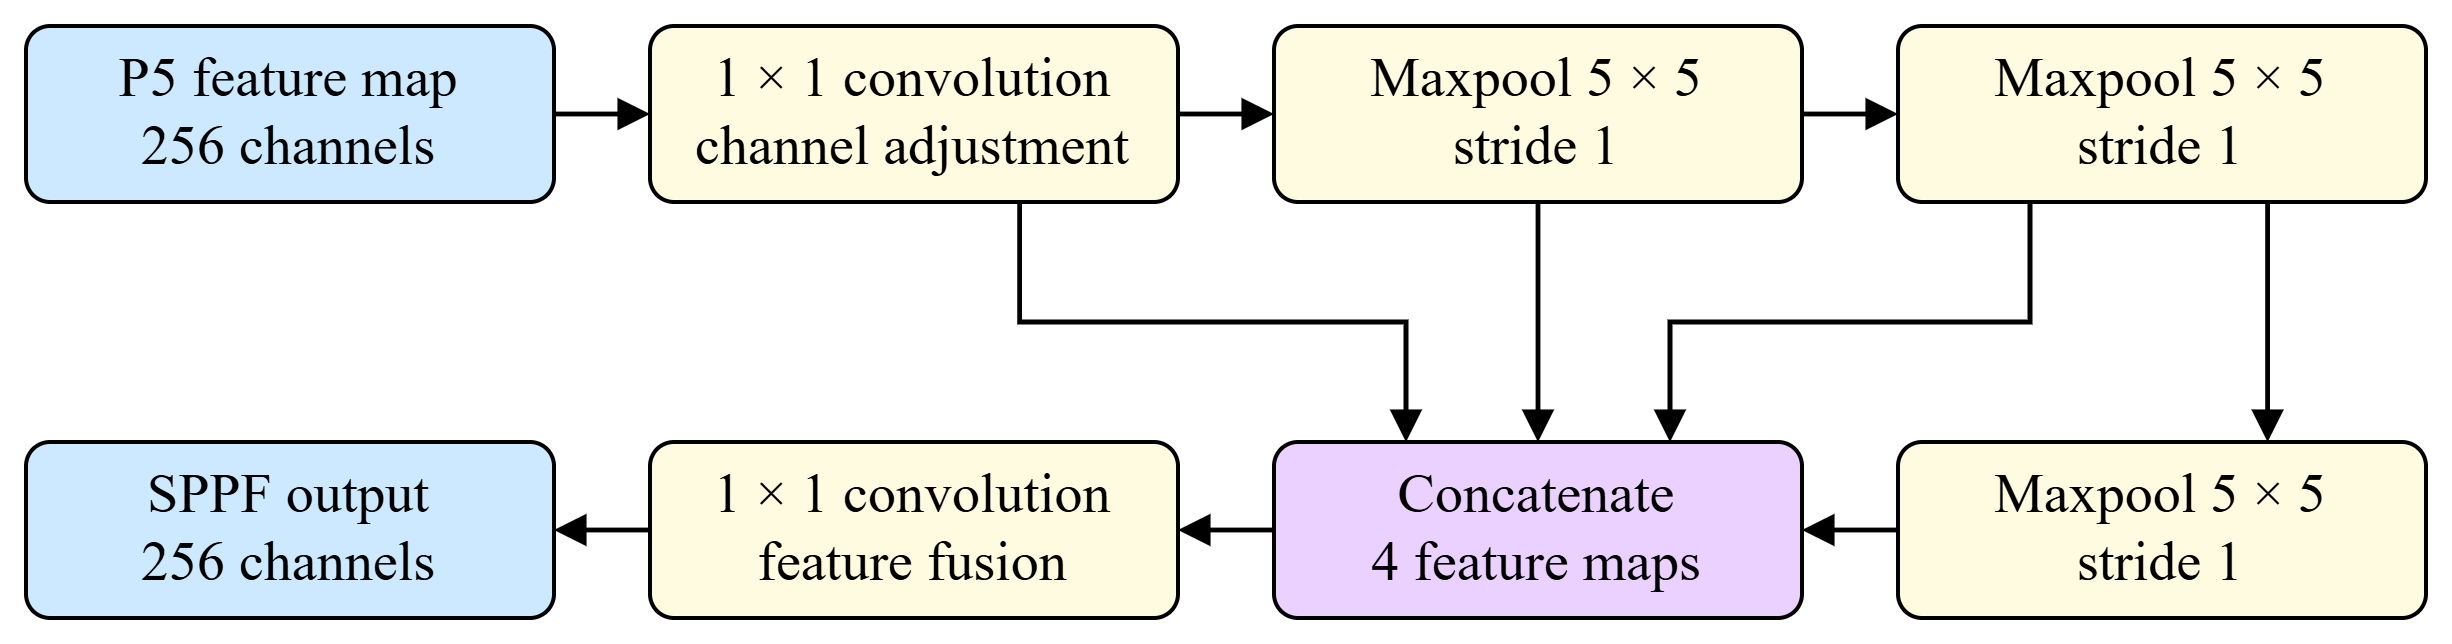 P5 feature map
256 channels
1 × 1 convolution
channel adjustment
Maxpool 5 × 5
stride 1
Maxpool 5 × 5
stride 1
SPPF output
256 channels
1 × 1 convolution
feature fusion
Concatenate
4 feature maps
Maxpool 5 × 5
stride 1